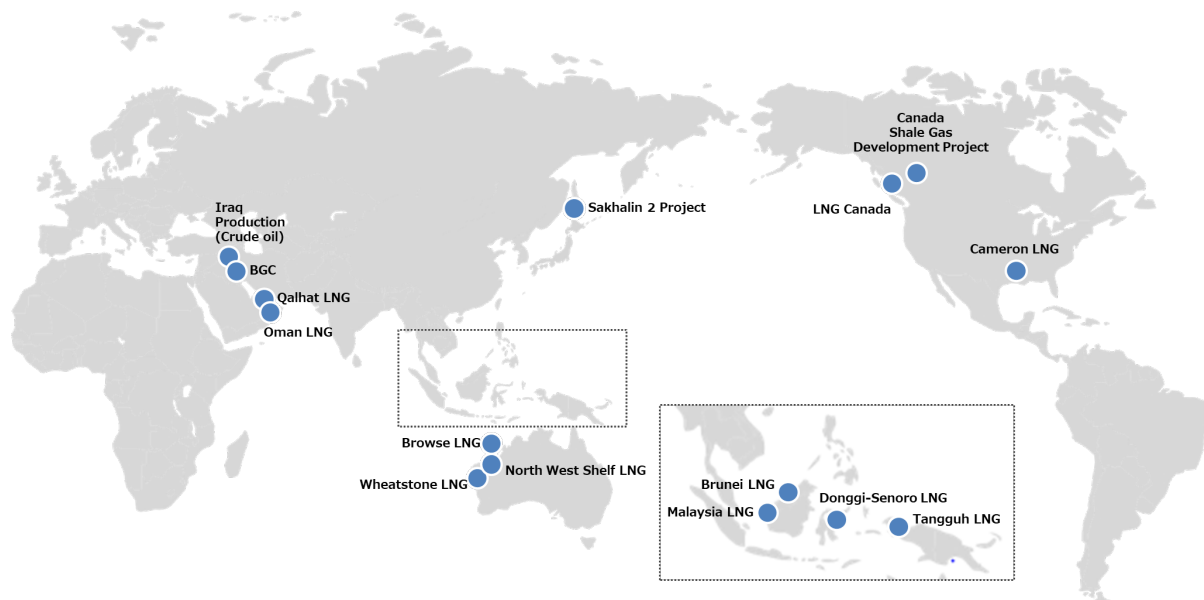 Canada
Shale Gas
Development Project
LNG Canada
Sakhalin 2 Project
Iraq
Production
(Crude oil)
BGC
Cameron LNG
Qalhat LNG
Oman LNG
Browse LNG
North West Shelf LNG
Wheatstone LNG
Brunei LNG
Donggi-Senoro LNG
Malaysia LNG
Tangguh LNG